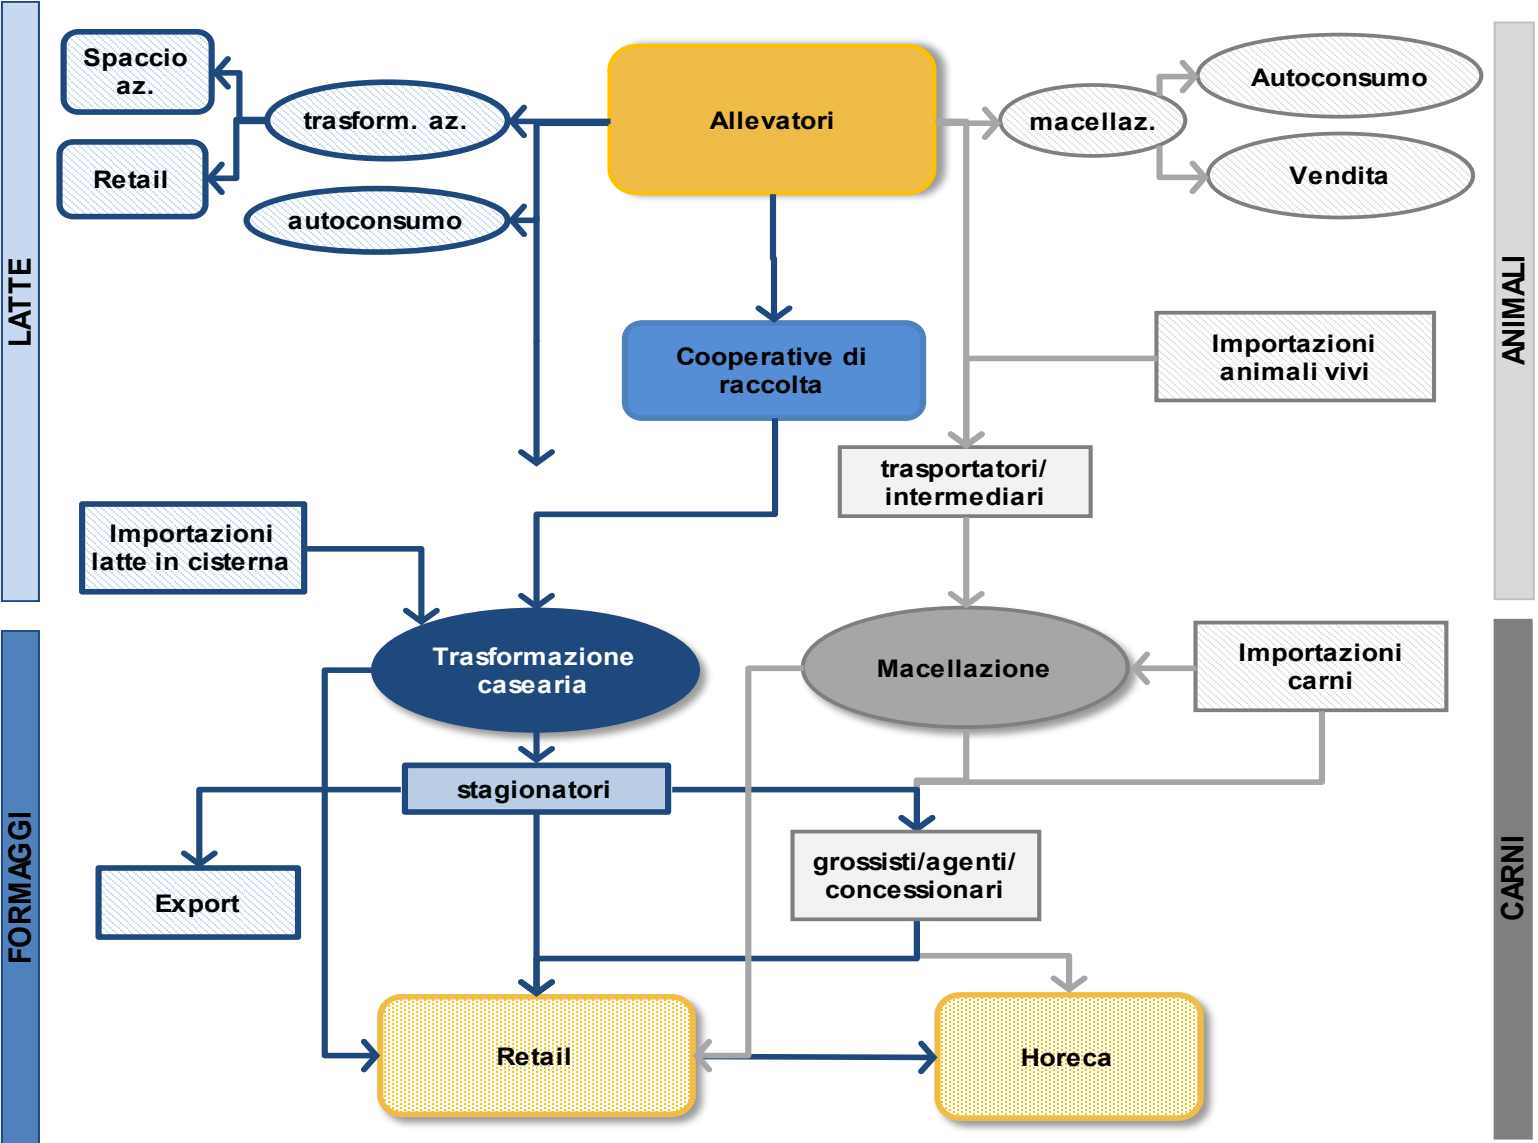 LATTE
Spaccio
az.
trasform. az.
Allevatori
macellaz.
Autoconsumo
Retail
autoconsumo
Vendita
ANIMALI
Cooperative di
raccolta
Importazioni
animali vivi
trasportatori/
intermediari
Importazioni
latte in cisterna
Trasformazione
casearia
Macellazione
Importazioni
carni
FORMAGGI
stagionatori
CARNI
grossisti/agenti/
concessionari
Export
Retail
Horeca